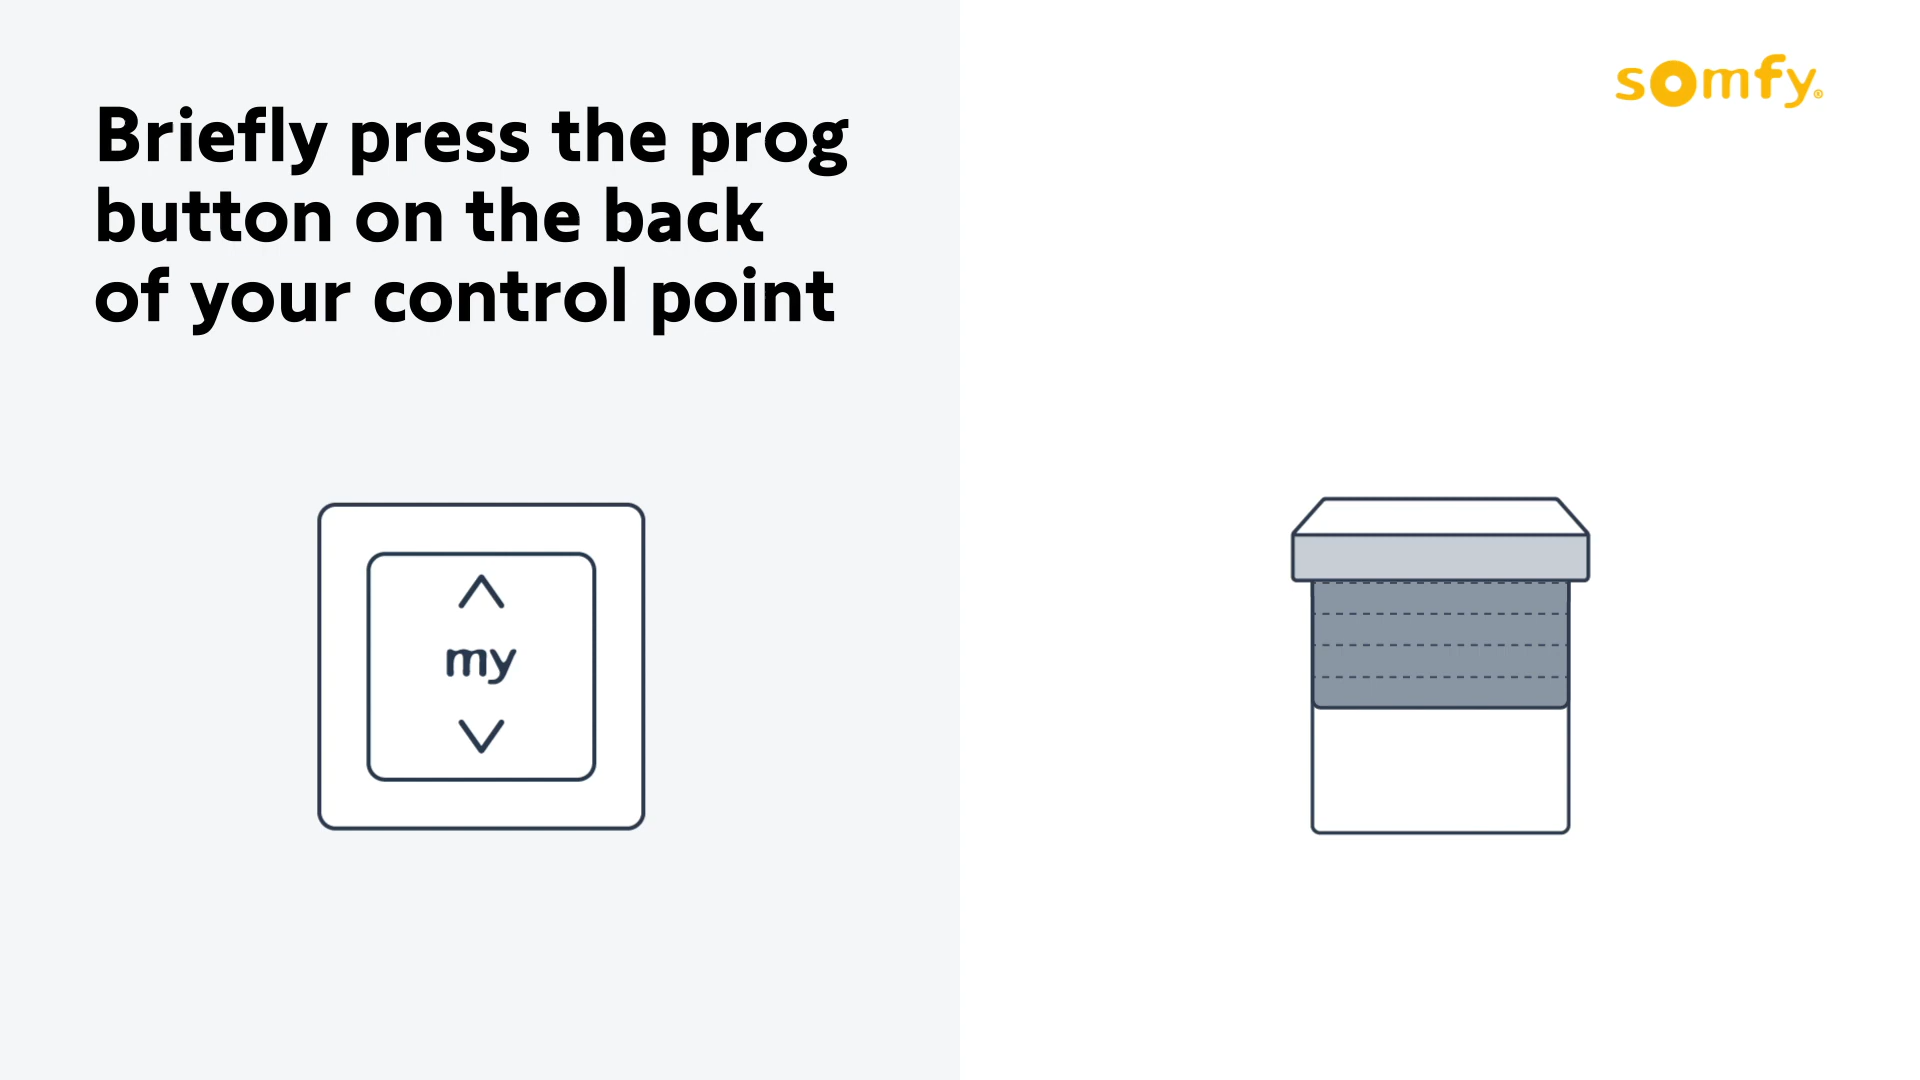 somfy®
Briefly press the prog
button on the back
of your control point
my